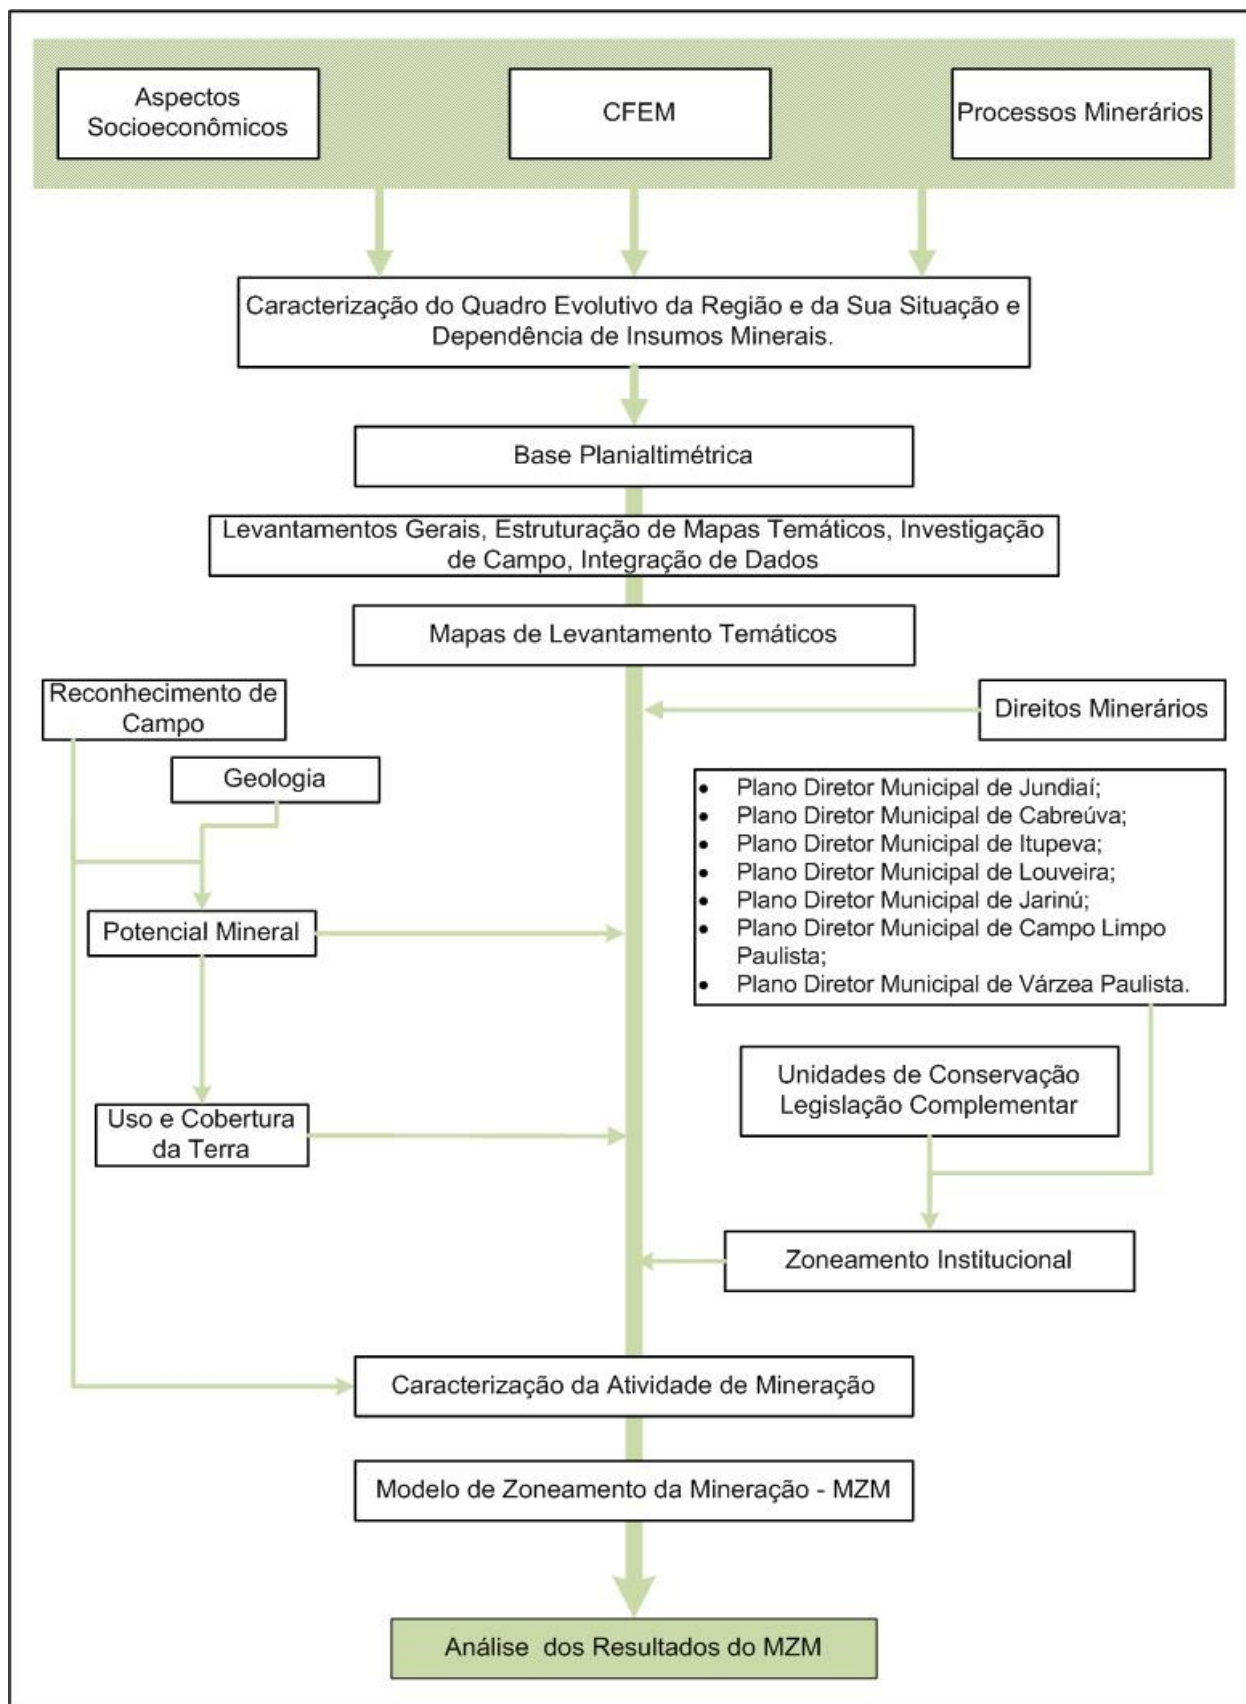 Aspectos
Socioeconômicos
CFEM
Processos Minerários
Caracterização do Quadro Evolutivo da Região e da Sua Situação e
Dependência de Insumos Minerais.
Base Planialtimétrica
Levantamentos Gerais, Estruturação de Mapas Temáticos, Investigação
de Campo, Integração de Dados
Mapas de Levantamento Temáticos
Reconhecimento de
Campo
Direitos Minerários
Geologia
• Plano Diretor Municipal de Jundiaí;
• Plano Diretor Municipal de Cabreúva;
• Plano Diretor Municipal de Itupeva;
• Plano Diretor Municipal de Louveira;
• Plano Diretor Municipal de Jarinú;
• Plano Diretor Municipal de Campo Limpo
Paulista;
• Plano Diretor Municipal de Várzea Paulista.
Potencial Mineral
Unidades de Conservação
Legislação Complementar
Uso e Cobertura
da Terra
Zoneamento Institucional
Caracterização da Atividade de Mineração
Modelo de Zoneamento da Mineração - MZM
Análise dos Resultados do MZM